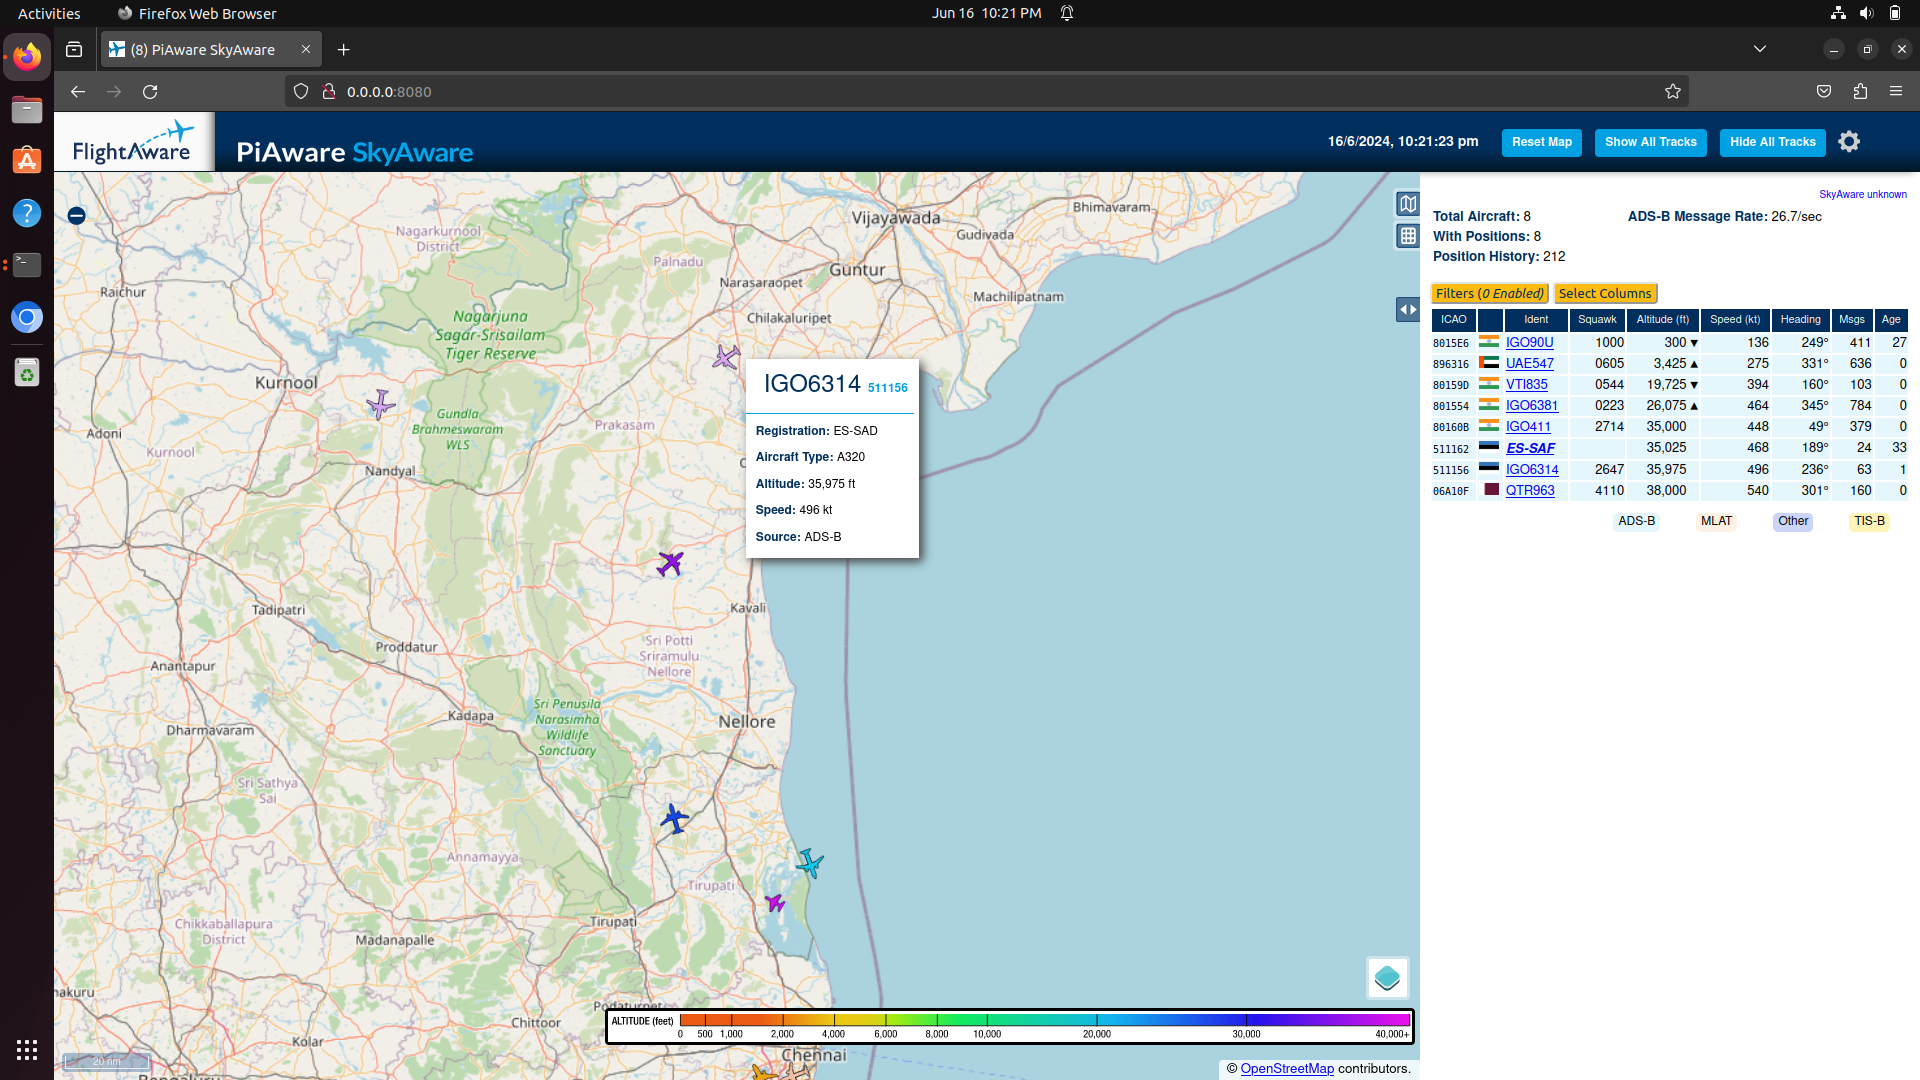 Activities
Firefox Web Browser
Jun 16 10:21 PM
(8) PiAware SkyAware
0.0.0.0:8080
FlightAware
PiAware SkyAware
16/6/2024, 10:21:23 pm
Reset Map
Show All Tracks
Hide All Tracks
SkyAware unknown
Total Aircraft: 8
ADS-B Message Rate: 26.7/sec
With Positions: 8
Position History: 212
Filters (0 Enabled)
Select Columns
ICAO Ident Squawk Altitude (ft) Speed (kt) Heading Msgs Age
8015E6 IGO90U 1000 300 ▼ 136 249° 411 27
896316 UAE547 0605 3,425 ▲ 275 331° 636 0
80159D VTI835 0544 19,725 ▼ 394 160° 103 0
801554 IGO6381 0223 26,075 ▲ 464 345° 784 0
80160B IGO411 2714 35,000 448 49° 379 0
511162 ES-SAF 35,025 468 189° 24 33
511156 IGO6314 2647 35,975 496 236° 63 1
06A10F QTR963 4110 38,000 540 301° 160 0
ADS-B MLAT Other TIS-B
Vijayawada
Bhimavaram
Gudivada
Nagarkurnool
District
Palnadu
Guntur
Narasaraopet
Raichur
Machilipatnam
Chilakaluripet
Nagarjuna
Sagar-Srisailam
Tiger Reserve
Kurnool
IGO6314 511156
Registration: ES-SAD
Aircraft Type: A320
Altitude: 35,975 ft
Speed: 496 kt
Source: ADS-B
Gundla
Brahmeswaram
WLS
Prakasam
Adoni
Kurnool
Nandyal
Tadipatri
Kavali
Proddatur
Sri Potti
Sriramulu
Nellore
Anantapur
Sri Penusila
Narasimha
Wildlife
Sanctuary
Kadapa
Nellore
Dharmavaram
Sri Sathya
Sai
Annamayya
Tirupati
Tirupati
Chikkaballapura
District
Madanapalle
nakuru
Podaturpet
Chittoor
Kolar
ALTITUDE (feet)
0 500 1,000 2,000 4,000 6,000 8,000 10,000 20,000 30,000 40,000+
Chennai
20 nm
Bengaluru
© OpenStreetMap contributors.